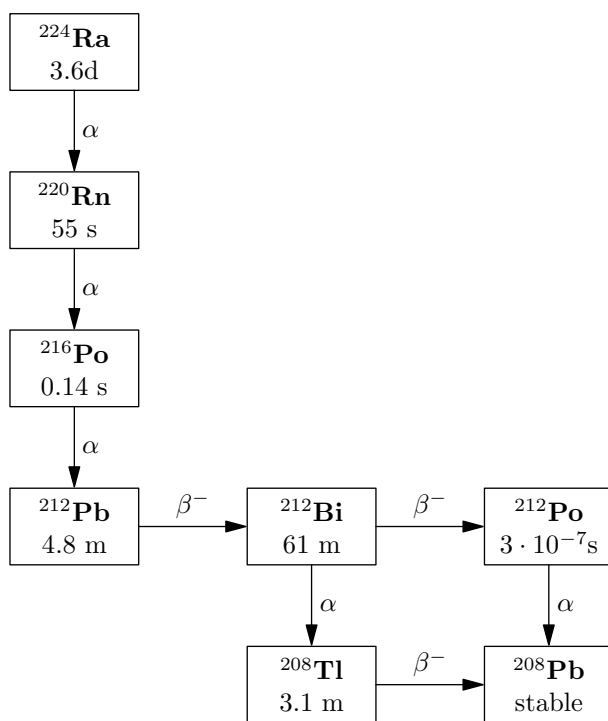 ²²⁴Ra
3.6d
α
²²⁰Rn
55 s
α
²¹⁶Po
0.14 s
α
²¹²Pb
4.8 m
β⁻
²¹²Bi
61 m
β⁻
²¹²Po
3 · 10⁻⁷s
α
α
²⁰⁸Tl
3.1 m
β⁻
²⁰⁸Pb
stable